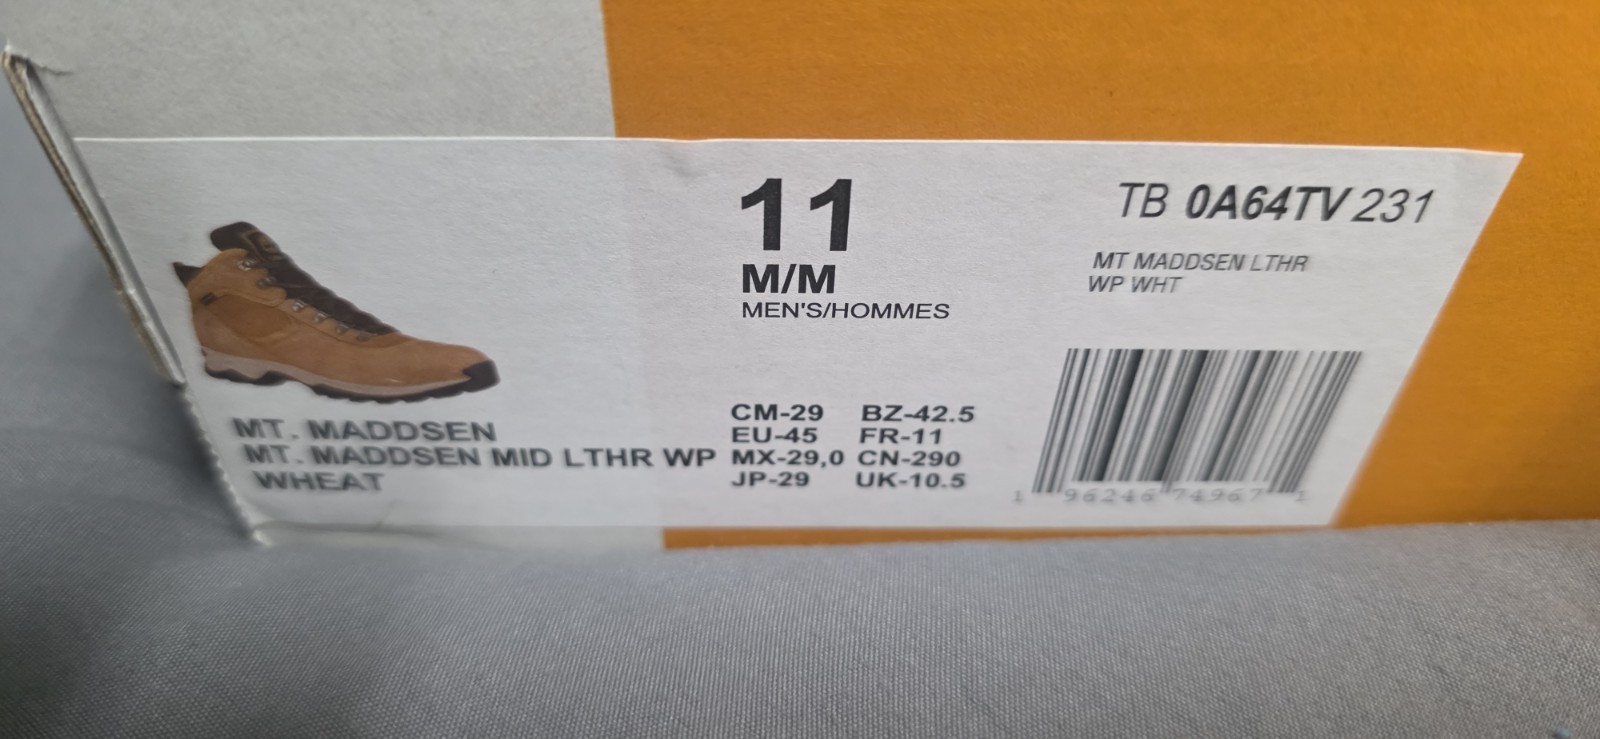 11
M/M
MEN'S/HOMMES
TB 0A64TV 231
MT MADDSEN LTHR
WP WHT
MT. MADDSEN
MT. MADDSEN MID LTHR WP
WHEAT
CM-29 BZ-42.5
EU-45 FR-11
MX-29,0 CN-290
JP-29 UK-10.5
1 96246 74967 1